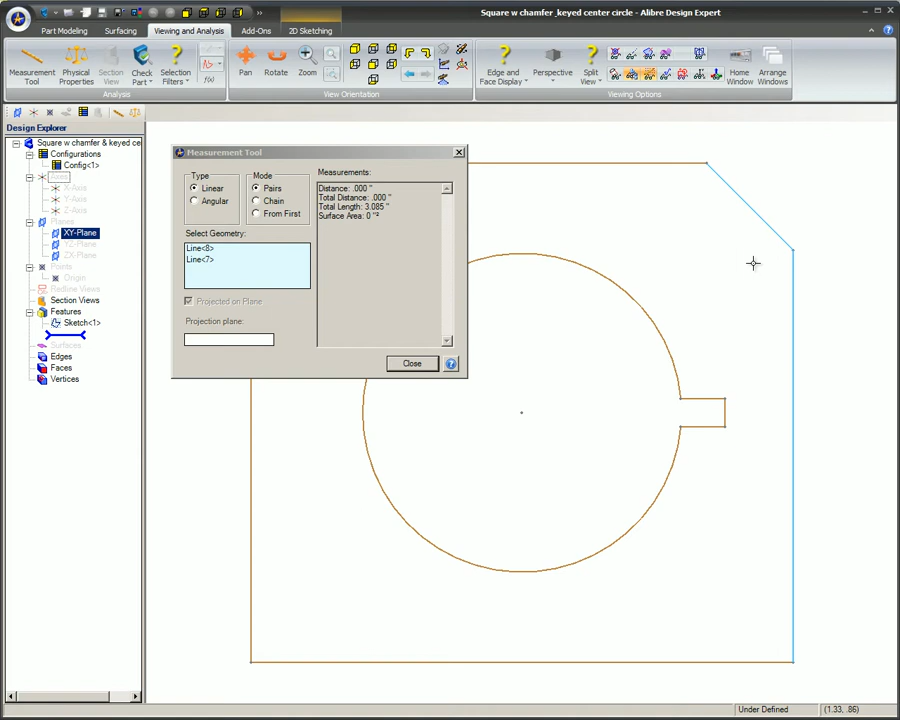 Square w chamfer _keyed center circle] - Alibre Design Expert
Part Modeling
Surfacing
Viewing and Analysis
Add-Ons
2D Sketching
Measurement Tool
Physical Properties
Section View
Check Part
Selection Filters
f(x)
Analysis
Pan
Rotate
Zoom
View Orientation
Edge and Face Display
Perspective
Split View
Home Window
Arrange Windows
Viewing Options
Design Explorer
Square w chamfer & keyed cent
Configurations
Config<1>
Axes
X-Axis
Y-Axis
Z-Axis
Planes
XY-Plane
YZ-Plane
ZX-Plane
Points
Origin
Redline Views
Section Views
Features
Sketch<1>
Surfaces
Edges
Faces
Vertices
Measurement Tool
Type
Linear
Angular
Mode
Pairs
Chain
From First
Select Geometry:
Line<8>
Line<7>
Projected on Plane
Projection plane:
Measurements:
Distance: .000 "
Total Distance: .000 "
Total Length: 3.085 "
Surface Area: 0 "²
Close
Under Defined
(1.33, .86)